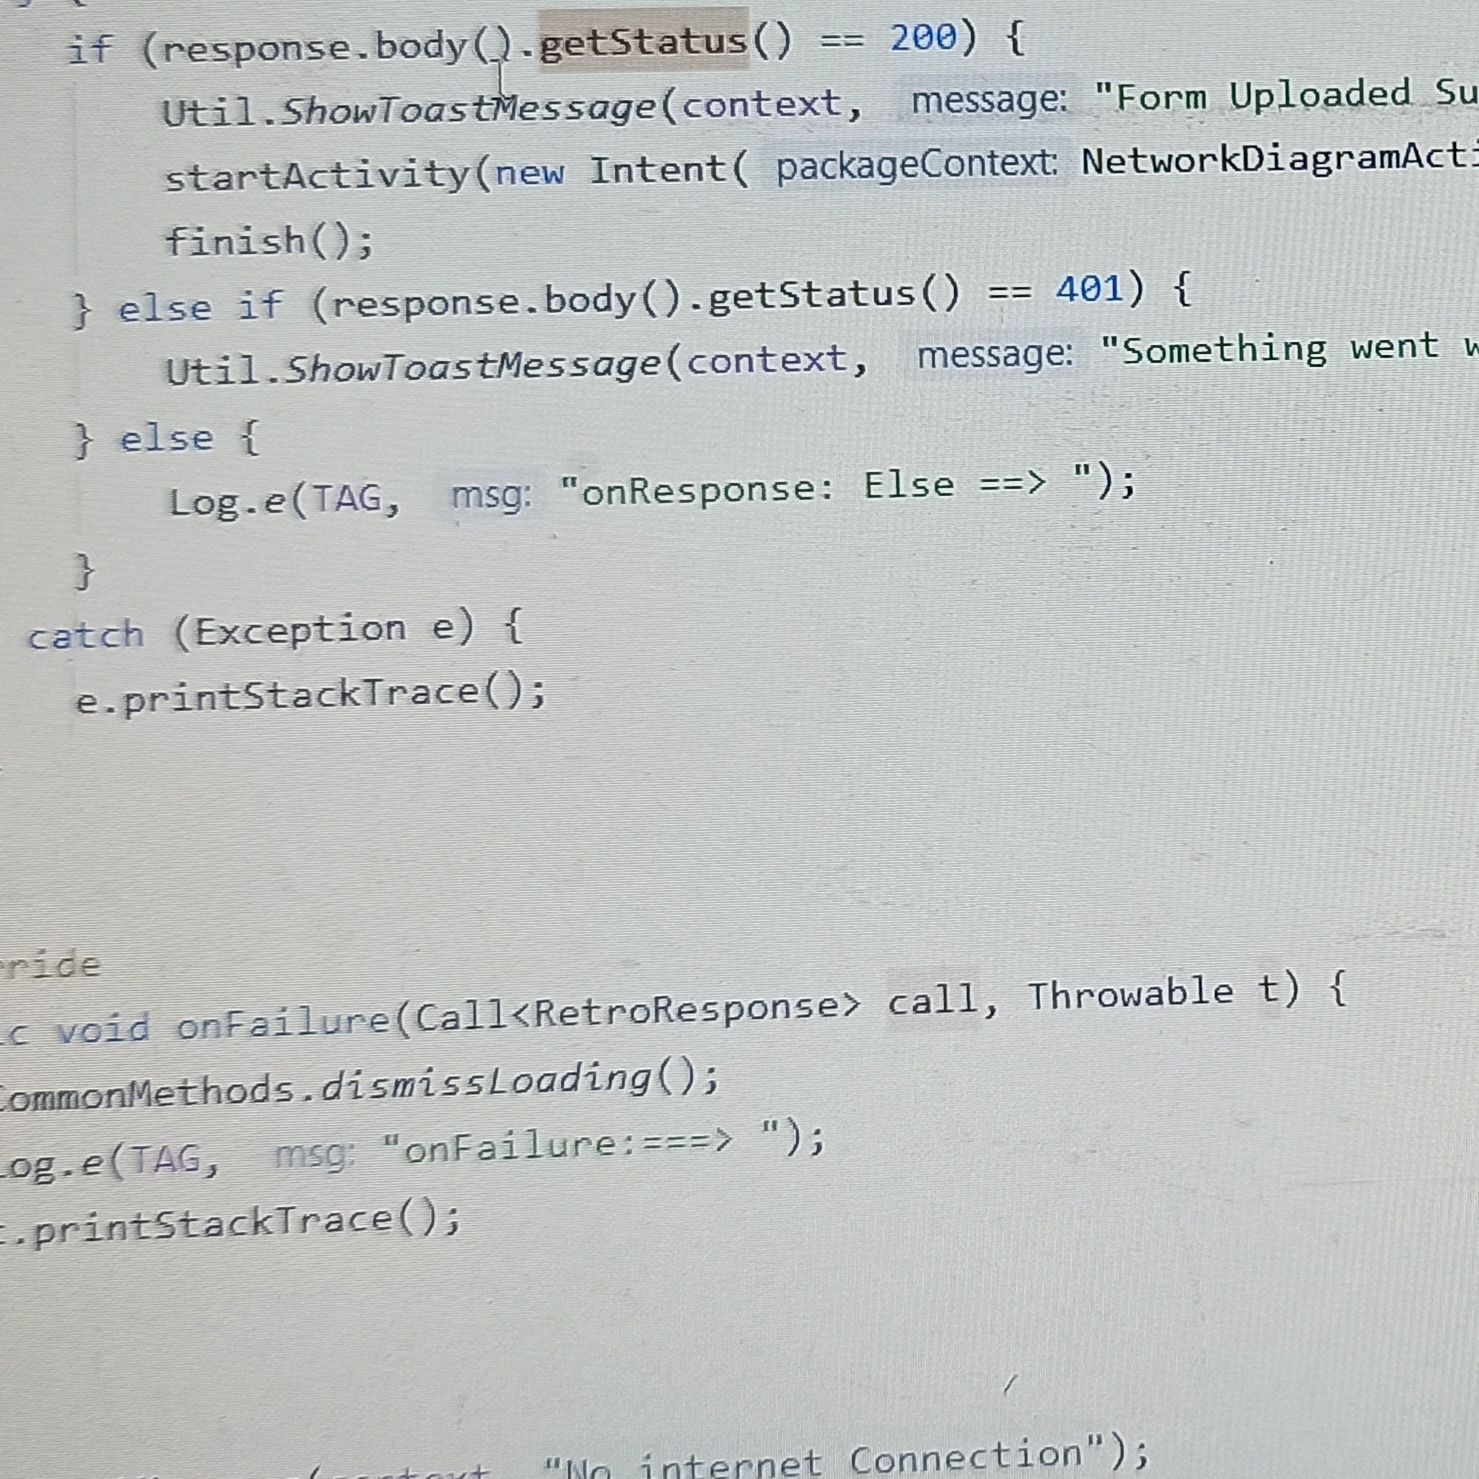 if (response.body().getStatus() == 200) {
Util.ShowToastMessage(context, message: "Form Uploaded Su
startActivity(new Intent( packageContext: NetworkDiagramActi
finish();
} else if (response.body().getStatus() == 401) {
Util.ShowToastMessage(context, message: "Something went w
} else {
Log.e(TAG, msg: "onResponse: Else ==> ");
}
catch (Exception e) {
e.printStackTrace();
ride
c void onFailure(Call<RetroResponse> call, Throwable t) {
CommonMethods.dismissLoading();
Log.e(TAG, msg: "onFailure:===> ");
t.printStackTrace();
(context "No internet Connection");